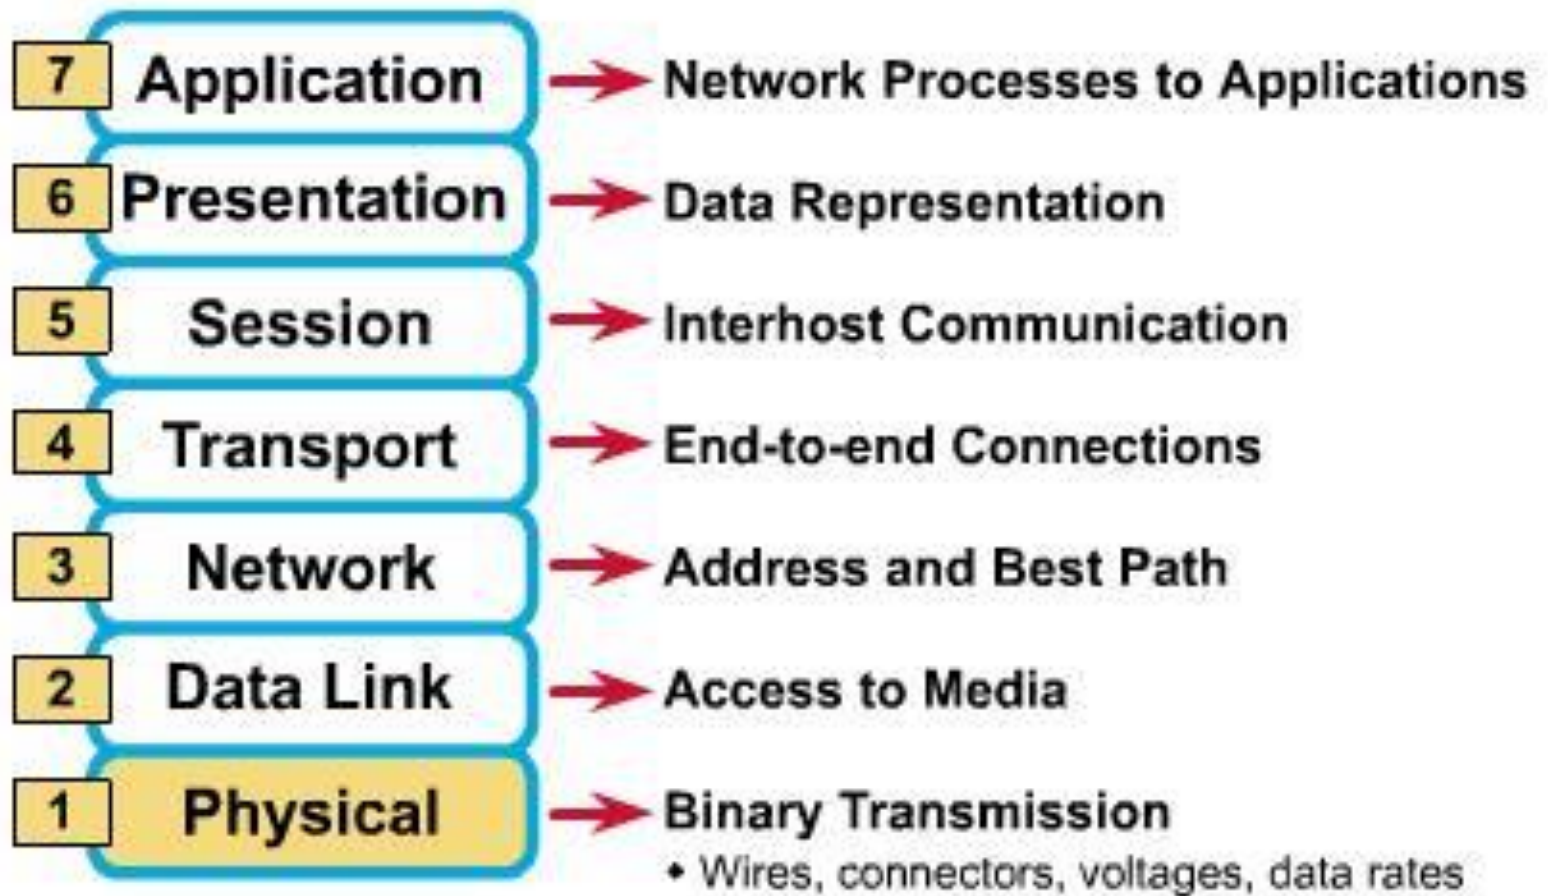 7 Application Network Processes to Applications
6 Presentation Data Representation
5 Session Interhost Communication
4 Transport End-to-end Connections
3 Network Address and Best Path
2 Data Link Access to Media
1 Physical Binary Transmission
• Wires, connectors, voltages, data rates